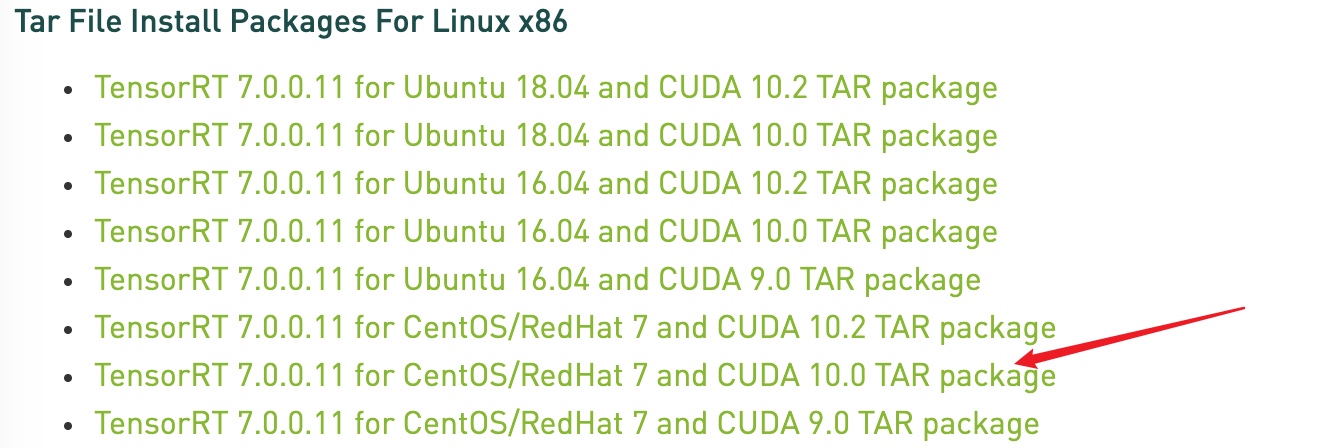 Tar File Install Packages For Linux x86
TensorRT 7.0.0.11 for Ubuntu 18.04 and CUDA 10.2 TAR package
TensorRT 7.0.0.11 for Ubuntu 18.04 and CUDA 10.0 TAR package
TensorRT 7.0.0.11 for Ubuntu 16.04 and CUDA 10.2 TAR package
TensorRT 7.0.0.11 for Ubuntu 16.04 and CUDA 10.0 TAR package
TensorRT 7.0.0.11 for Ubuntu 16.04 and CUDA 9.0 TAR package
TensorRT 7.0.0.11 for CentOS/RedHat 7 and CUDA 10.2 TAR package
TensorRT 7.0.0.11 for CentOS/RedHat 7 and CUDA 10.0 TAR package
TensorRT 7.0.0.11 for CentOS/RedHat 7 and CUDA 9.0 TAR package